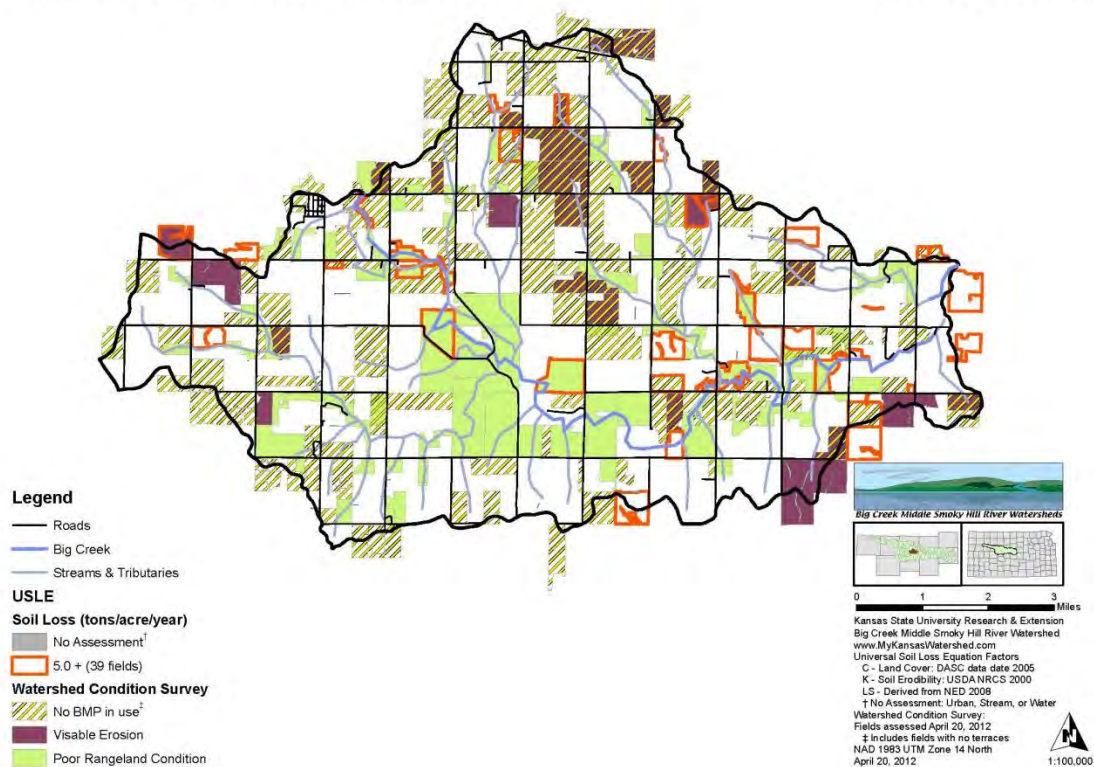 Legend
Roads
Big Creek
Streams & Tributaries
USLE
Soil Loss (tons/acre/year)
No Assessment†
5.0 + (39 fields)
Watershed Condition Survey
No BMP in use‡
Visable Erosion
Poor Rangeland Condition
Big Creek Middle Smoky Hill River Watersheds
0 1 2 3
Miles
Kansas State University Research & Extension
Big Creek Middle Smoky Hill River Watershed
www.MyKansasWatershed.com
Universal Soil Loss Equation Factors
C - Land Cover: DASC data date 2005
K - Soil Erodibility: USDA NRCS 2000
LS - Derived from NED 2008
† No Assessment: Urban, Stream, or Water
Watershed Condition Survey:
Fields assessed April 20, 2012
‡ Includes fields with no terraces
NAD 1983 UTM Zone 14 North
April 20, 2012
N
1:100,000